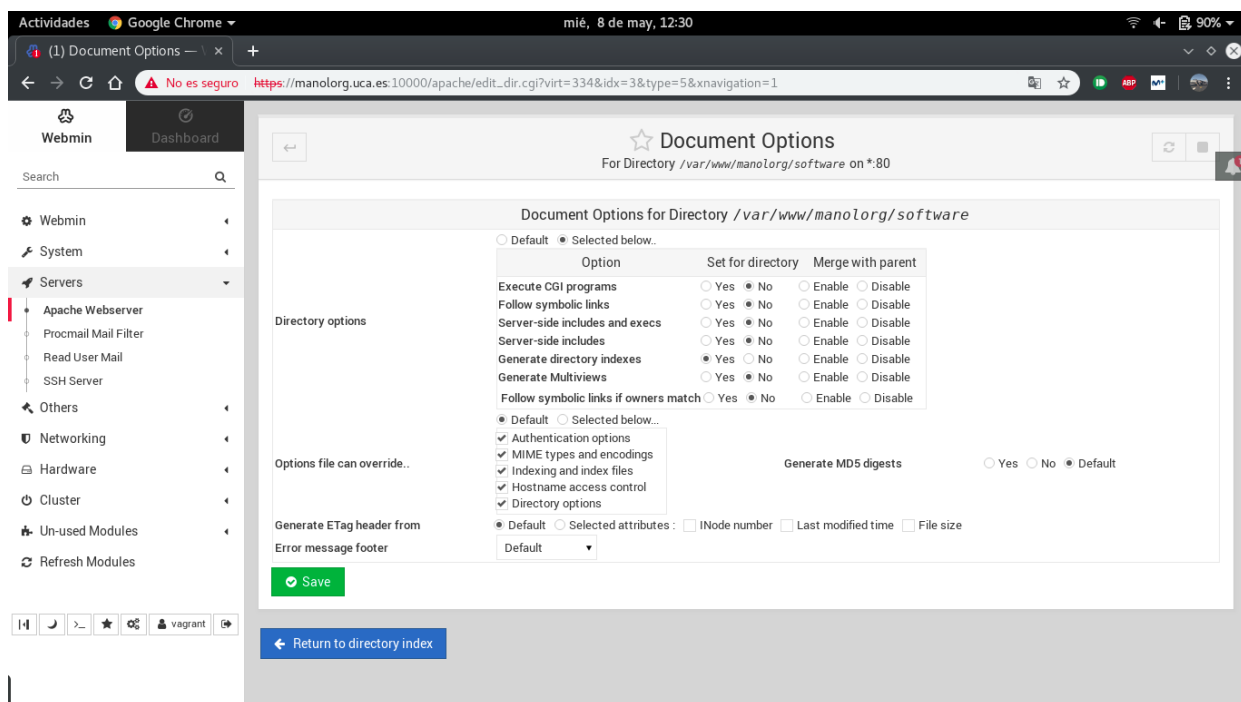 Actividades Google Chrome mié, 8 de may, 12:30 90%
(1) Document Options — \
No es seguro https://manolorg.uca.es:10000/apache/edit_dir.cgi?virt=334&idx=3&type=5&xnavigation=1 ABP
Webmin Dashboard
Search
Webmin
System
Servers
Apache Webserver
Procmail Mail Filter
Read User Mail
SSH Server
Others
Networking
Hardware
Cluster
Un-used Modules
Refresh Modules
vagrant
Document Options
For Directory /var/www/manolorg/software on *:80
Document Options for Directory /var/www/manolorg/software
Directory options
Default Selected below..
Option Set for directory Merge with parent
Execute CGI programs Yes No Enable Disable
Follow symbolic links Yes No Enable Disable
Server-side includes and execs Yes No Enable Disable
Server-side includes Yes No Enable Disable
Generate directory indexes Yes No Enable Disable
Generate Multiviews Yes No Enable Disable
Follow symbolic links if owners match Yes No Enable Disable
Options file can override..
Default Selected below...
Authentication options
MIME types and encodings
Indexing and index files
Hostname access control
Directory options
Generate MD5 digests Yes No Default
Generate ETag header from Default Selected attributes : INode number Last modified time File size
Error message footer Default
Save
Return to directory index